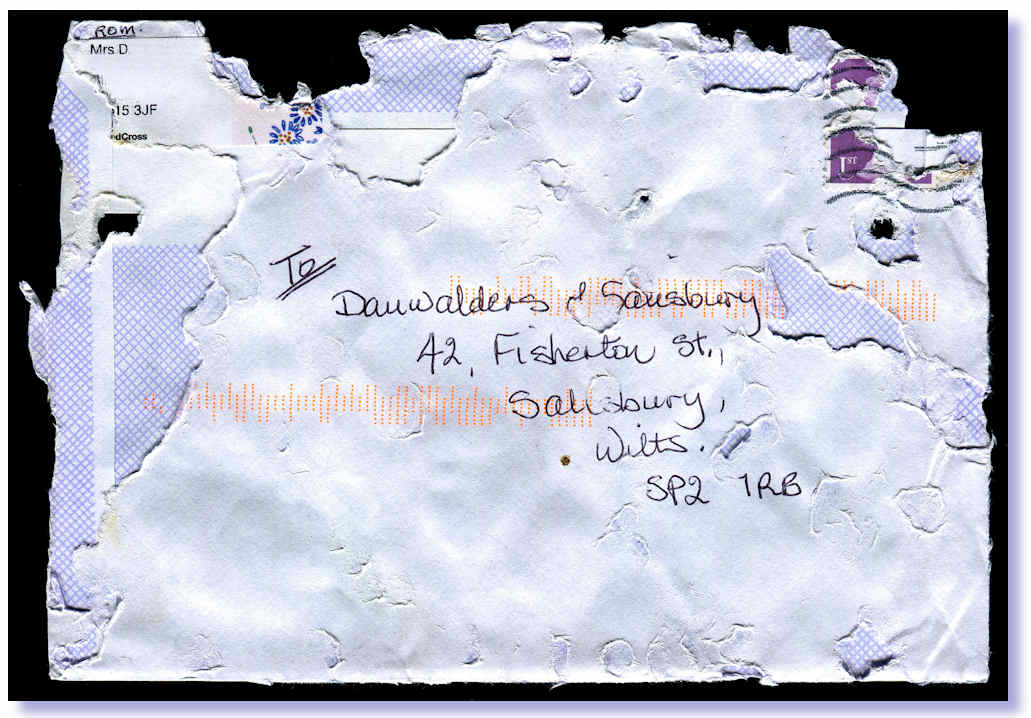 ROM.
Mrs D
15 3JF
dCross
1ST
To
Dauwalders of Salisbury
42, Fisherton St.,
Salisbury,
Wilts.
SP2 7RB